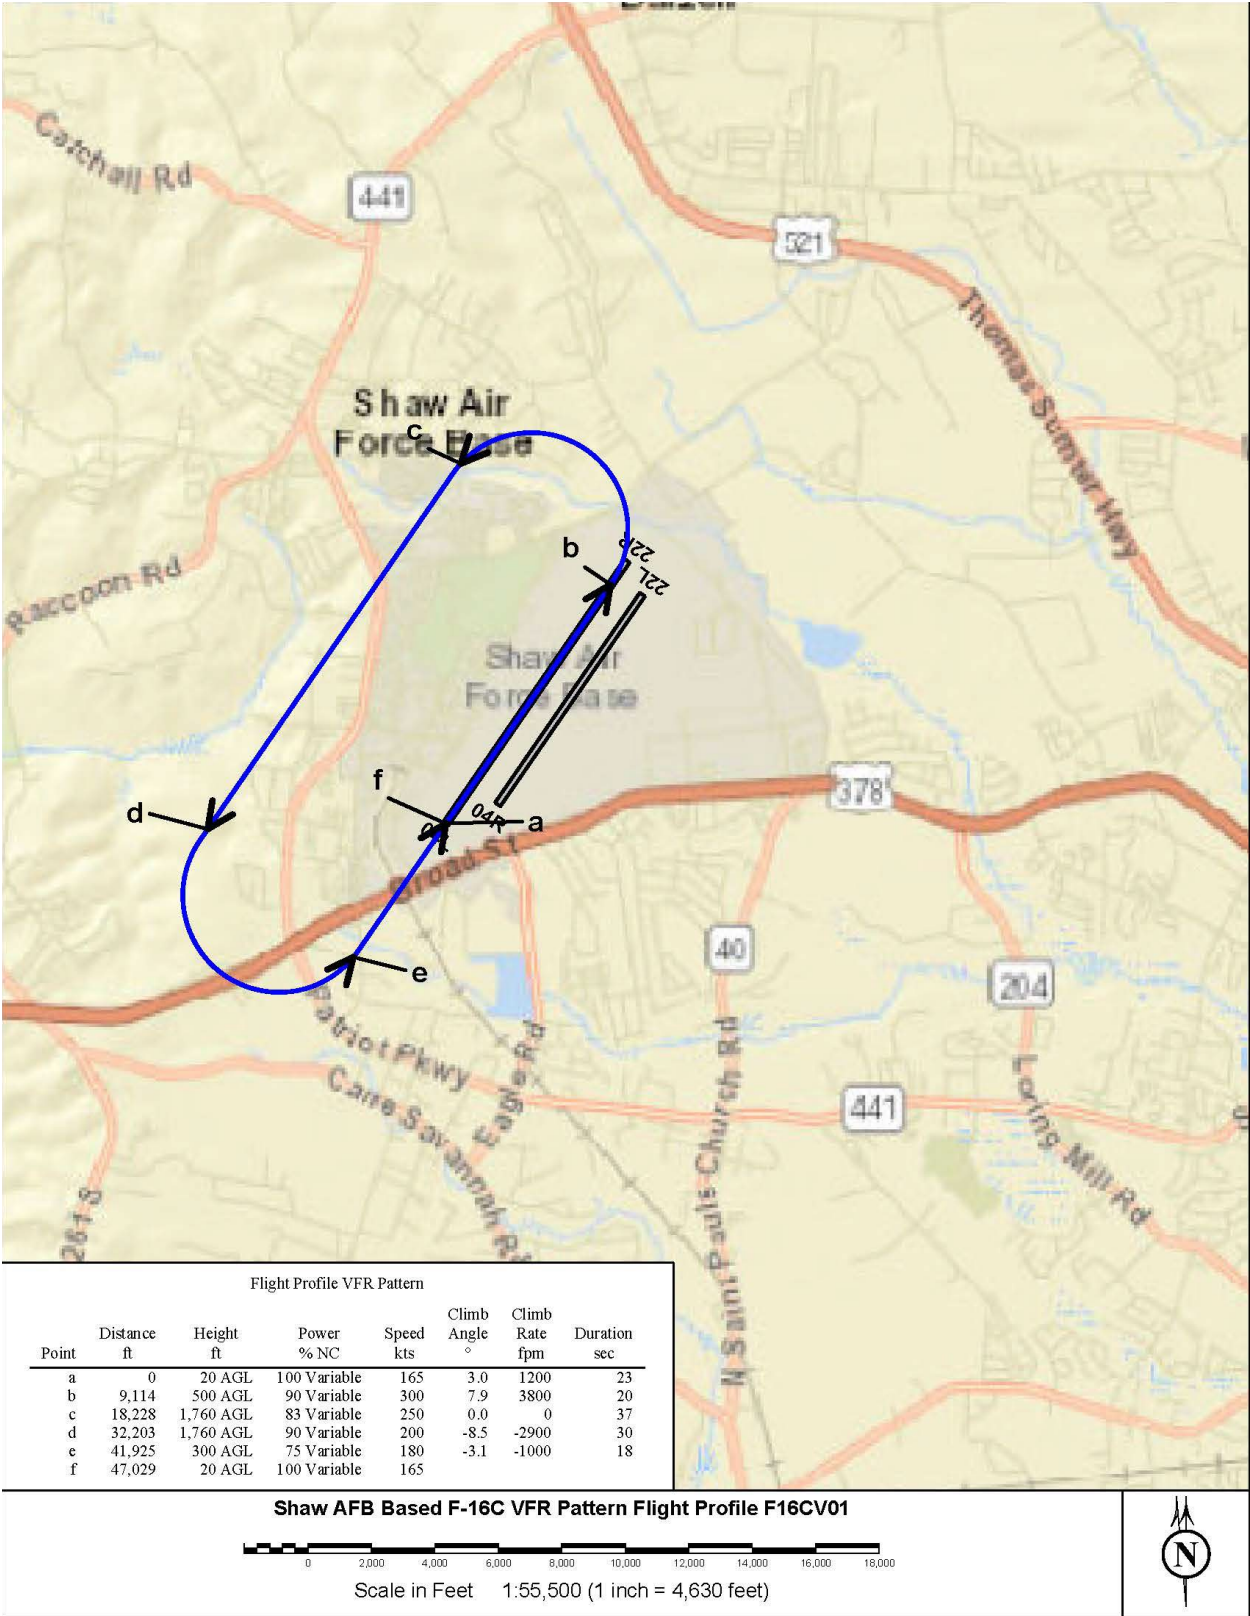 Catchall Rd
441
521
Thomas Sumter Hwy
Shaw Air
Force Base
c
Raccoon Rd
b
22R
22L
Shaw Air
Force Base
f
d
04R
a
378
Broad St
40
e
204
Patriot Pkwy
Cane Savannah Rd
Eagle Rd
N Saint Pauls Church Rd
441
Loring Mill Rd
261 S
Flight Profile VFR Pattern
Climb Climb
Distance Height Power Speed Angle Rate Duration
Point ft ft % NC kts ° fpm sec
a 0 20 AGL 100 Variable 165 3.0 1200 23
b 9,114 500 AGL 90 Variable 300 7.9 3800 20
c 18,228 1,760 AGL 83 Variable 250 0.0 0 37
d 32,203 1,760 AGL 90 Variable 200 -8.5 -2900 30
e 41,925 300 AGL 75 Variable 180 -3.1 -1000 18
f 47,029 20 AGL 100 Variable 165
Shaw AFB Based F-16C VFR Pattern Flight Profile F16CV01
0 2,000 4,000 6,000 8,000 10,000 12,000 14,000 16,000 18,000
Scale in Feet 1:55,500 (1 inch = 4,630 feet)
N